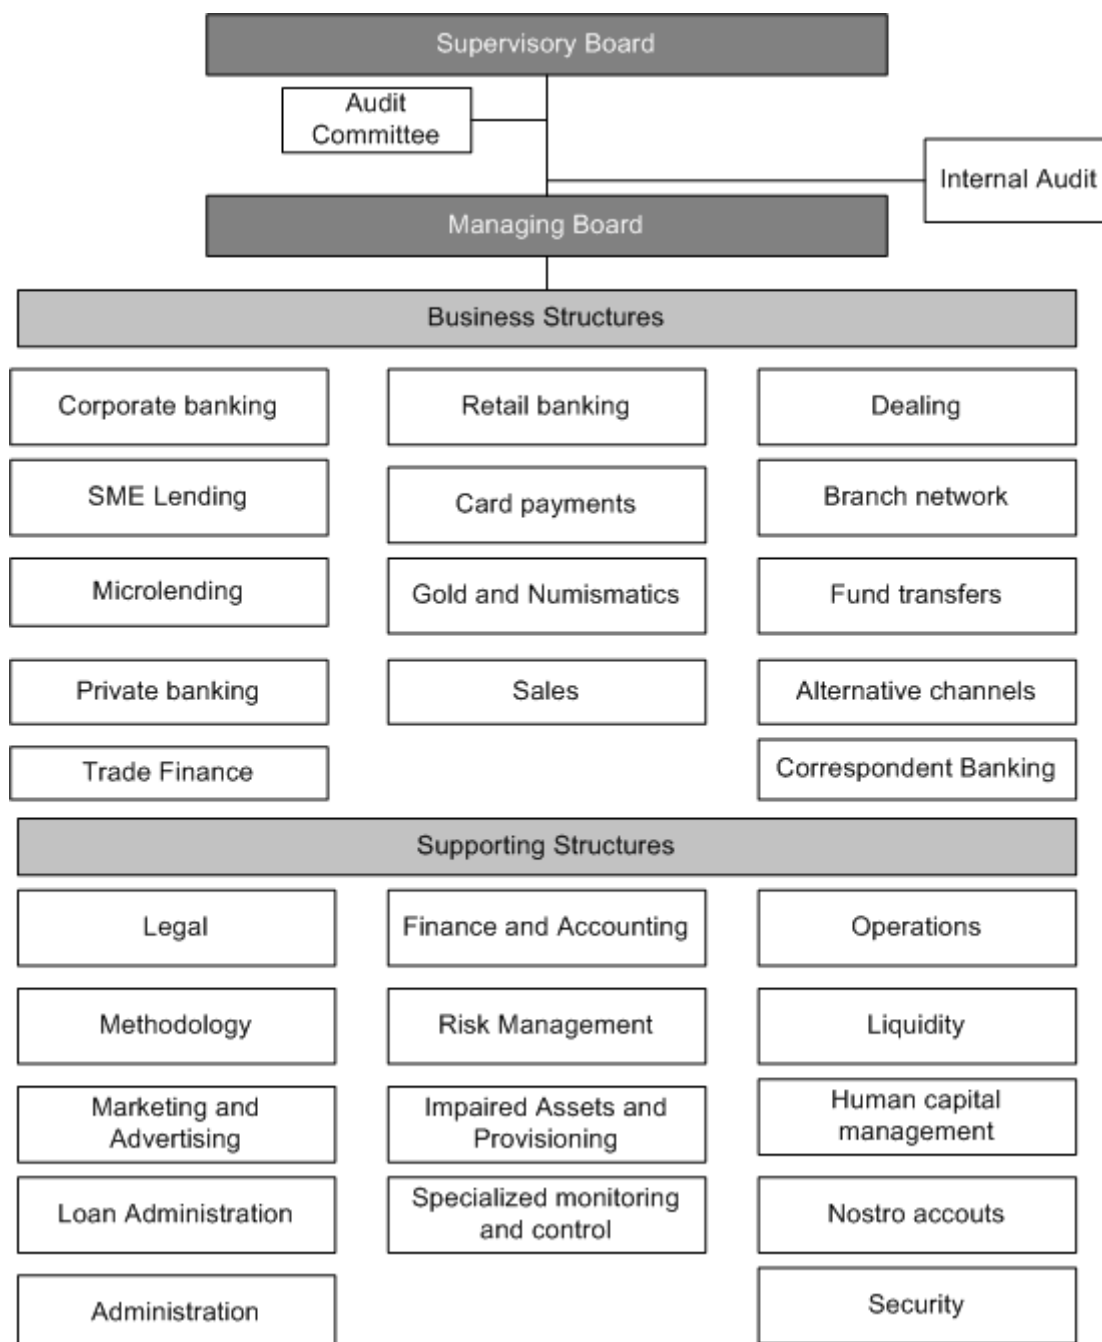 Supervisory Board
Audit
Committee
Internal Audit
Managing Board
Business Structures
Corporate banking
Retail banking
Dealing
SME Lending
Card payments
Branch network
Microlending
Gold and Numismatics
Fund transfers
Private banking
Sales
Alternative channels
Trade Finance
Correspondent Banking
Supporting Structures
Legal
Finance and Accounting
Operations
Methodology
Risk Management
Liquidity
Marketing and
Advertising
Impaired Assets and
Provisioning
Human capital
management
Loan Administration
Specialized monitoring
and control
Nostro accouts
Administration
Security